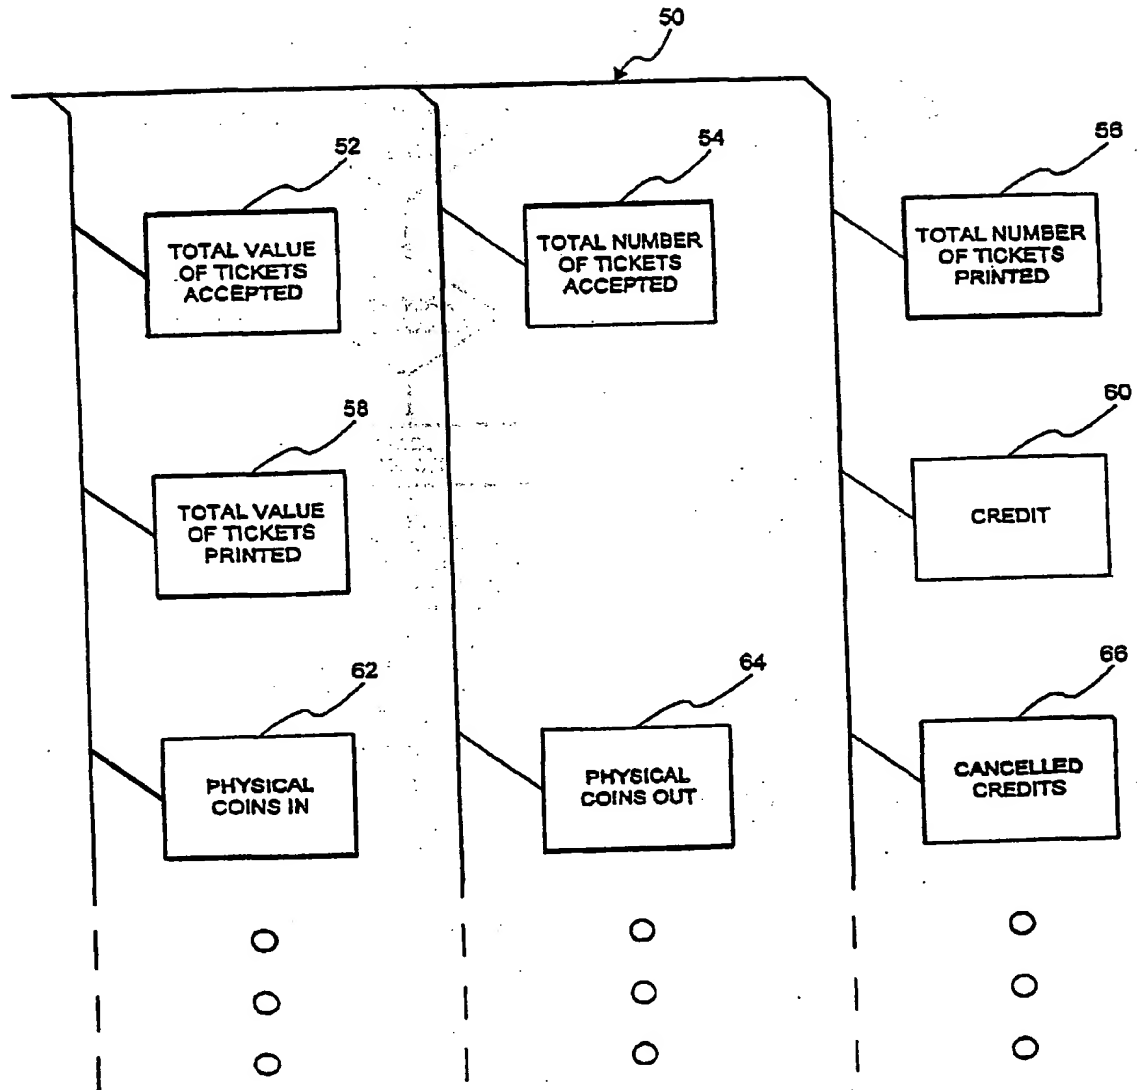 50
52
54
56
TOTAL VALUE
OF TICKETS
ACCEPTED
TOTAL NUMBER
OF TICKETS
ACCEPTED
TOTAL NUMBER
OF TICKETS
PRINTED
58
60
TOTAL VALUE
OF TICKETS
PRINTED
CREDIT
62
64
66
PHYSICAL
COINS IN
PHYSICAL
COINS OUT
CANCELLED
CREDITS